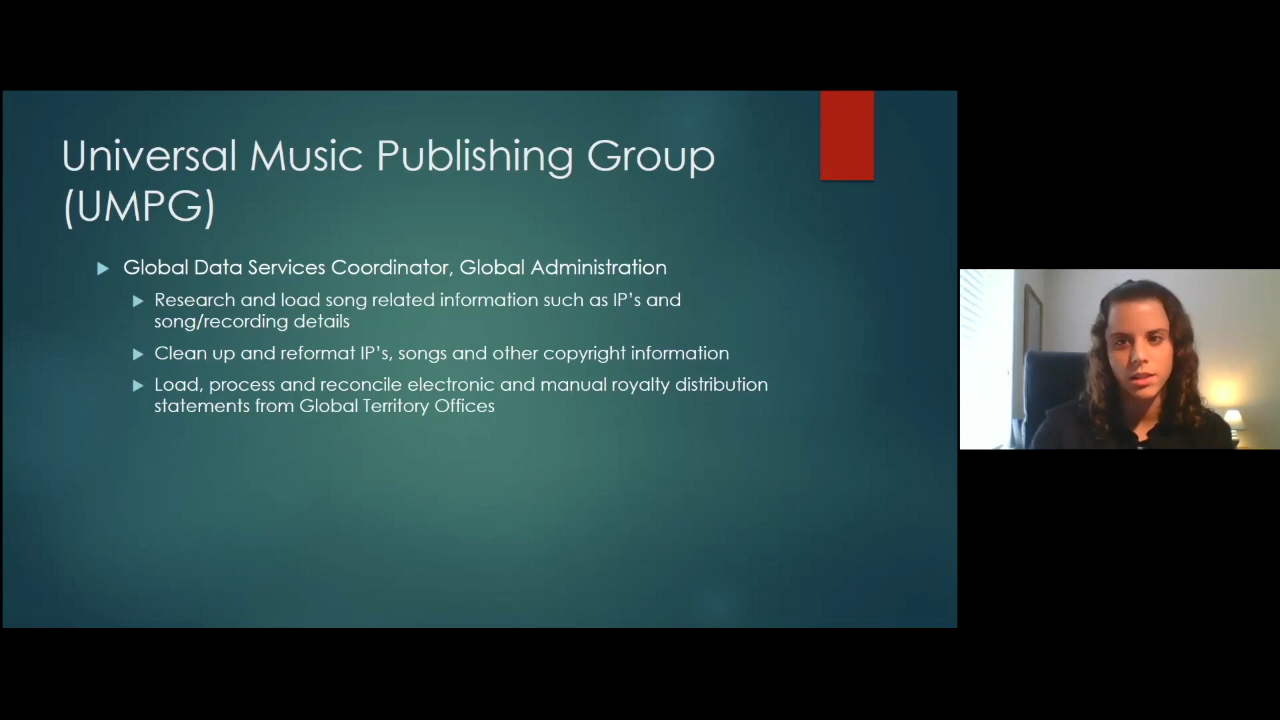 Universal Music Publishing Group
(UMPG)
Global Data Services Coordinator, Global Administration
Research and load song related information such as IP's and
song/recording details
Clean up and reformat IP's, songs and other copyright information
Load, process and reconcile electronic and manual royalty distribution
statements from Global Territory Offices